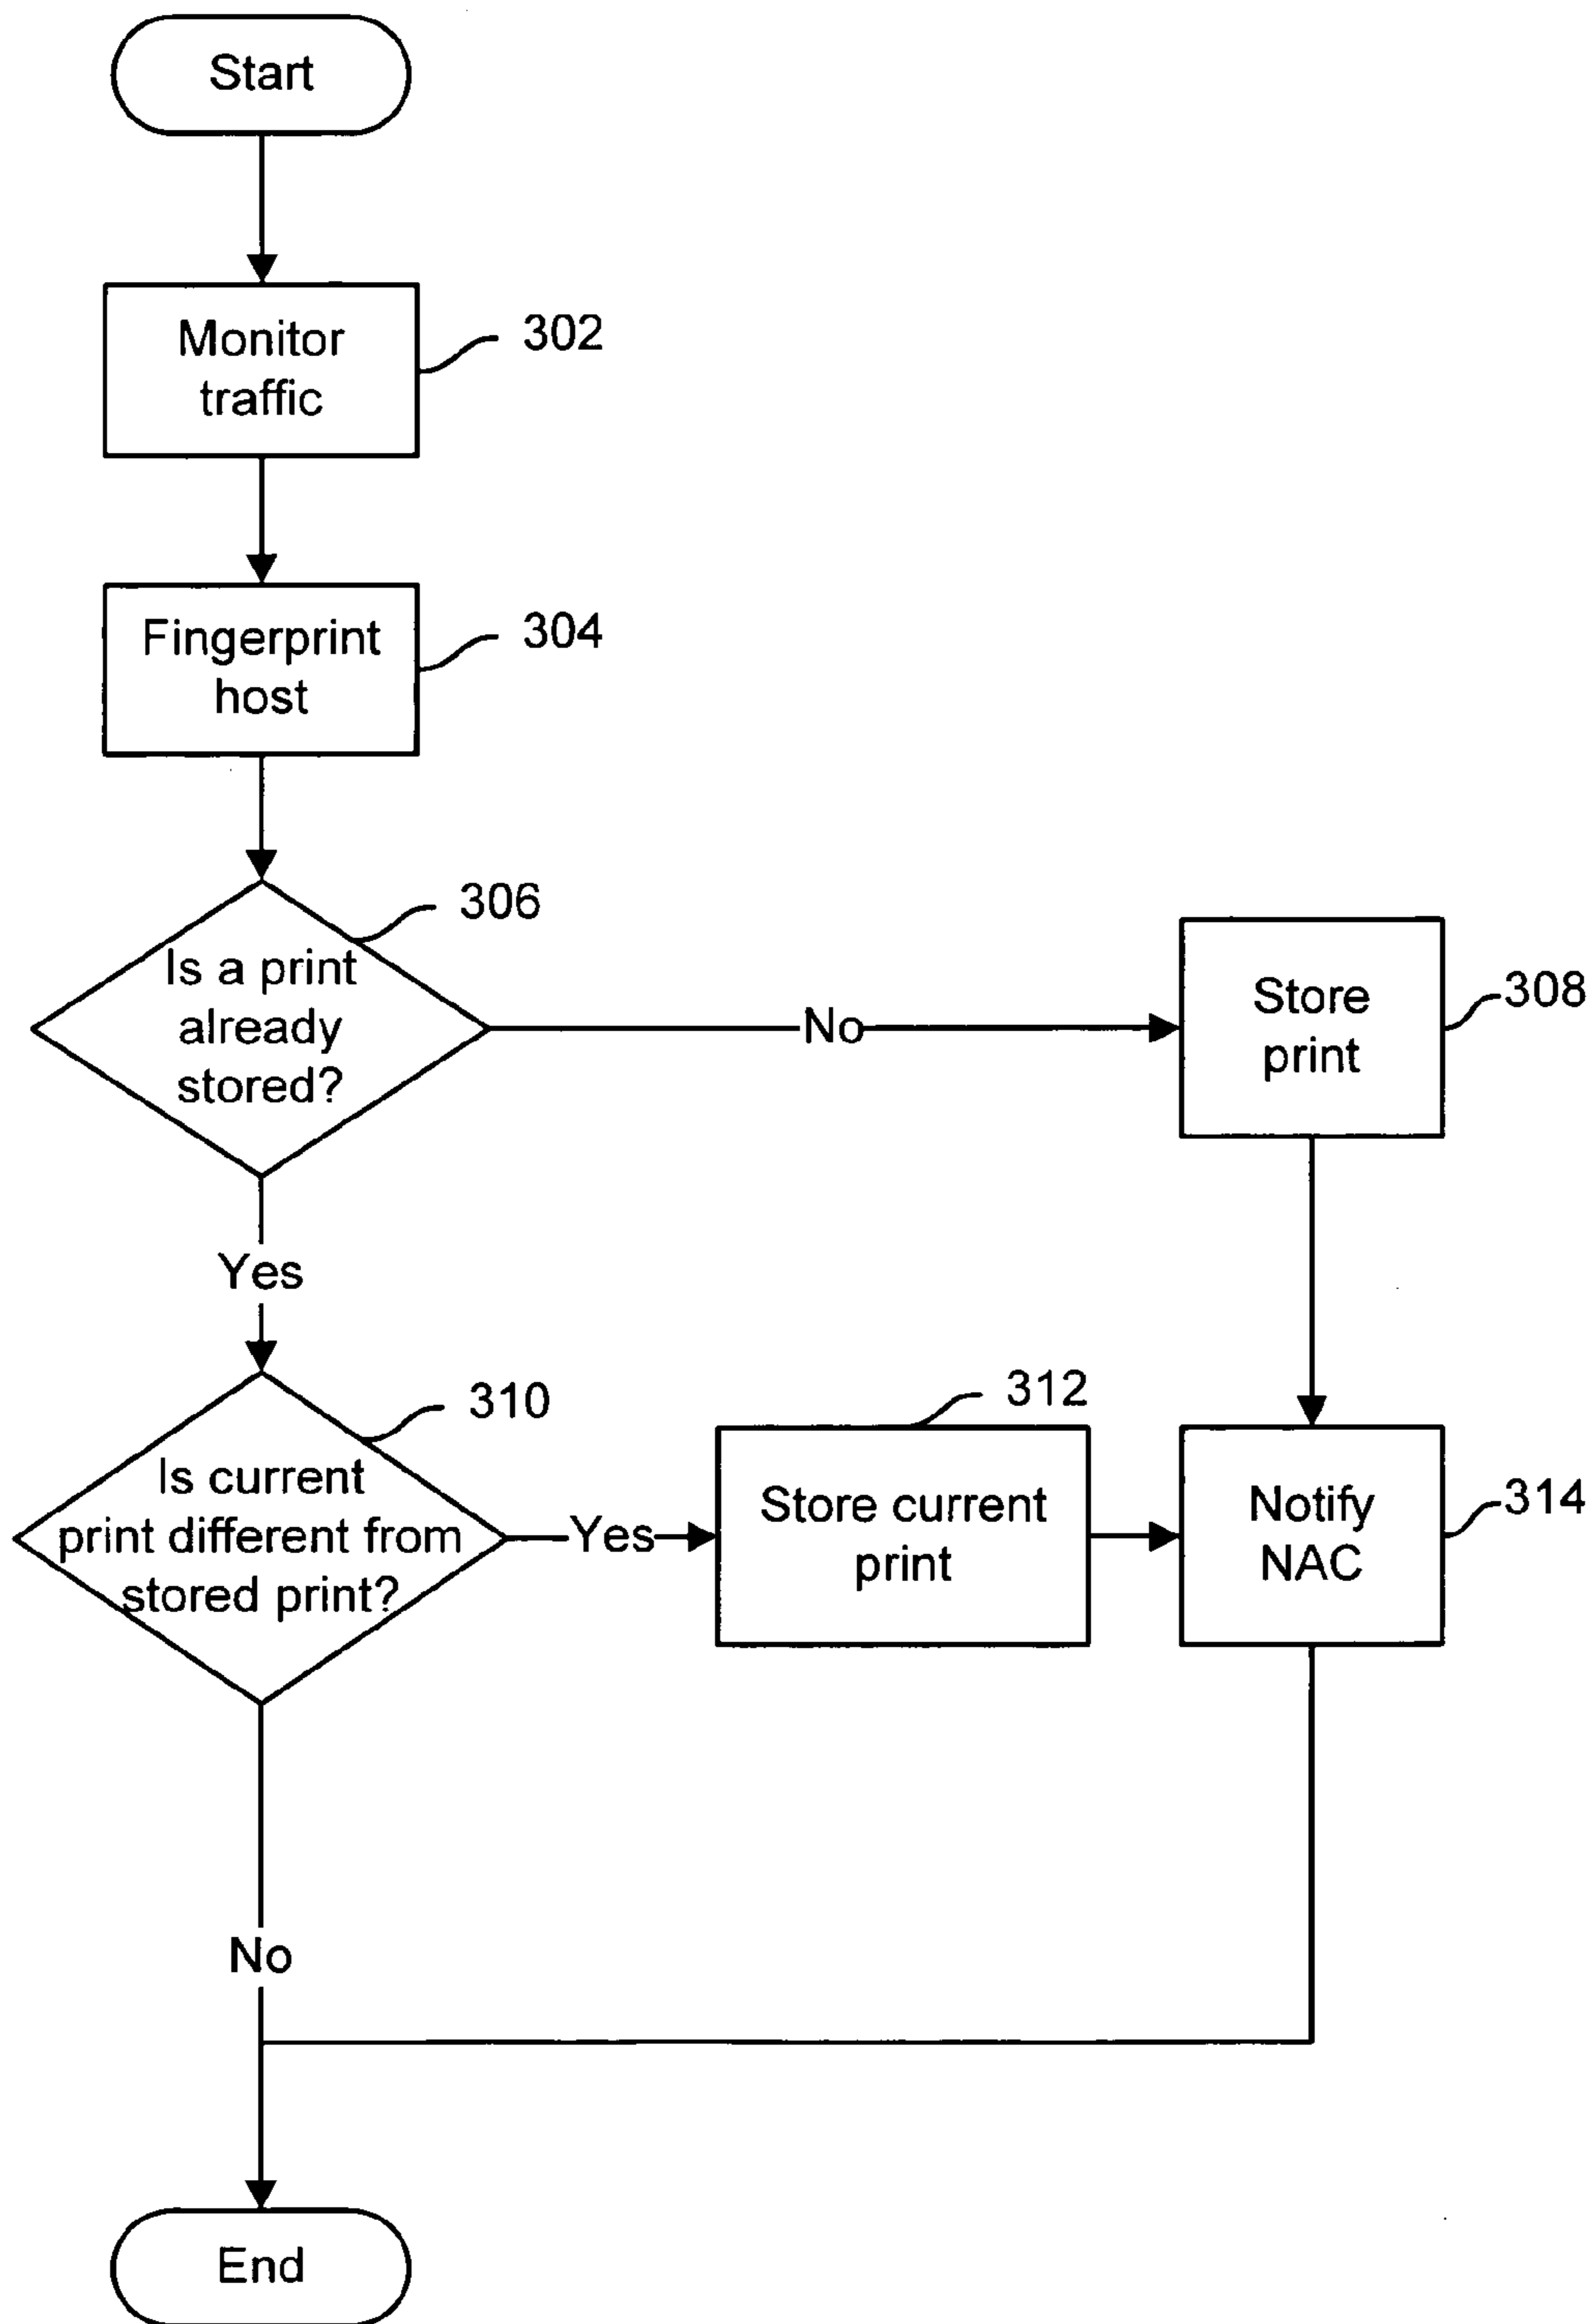 Start
Monitor
traffic
302
Fingerprint
host
304
306
Is a print
already
stored?
No
Store
print
308
Yes
310
Is current
print different from
stored print?
Yes
312
Store current
print
Notify
NAC
314
No
End